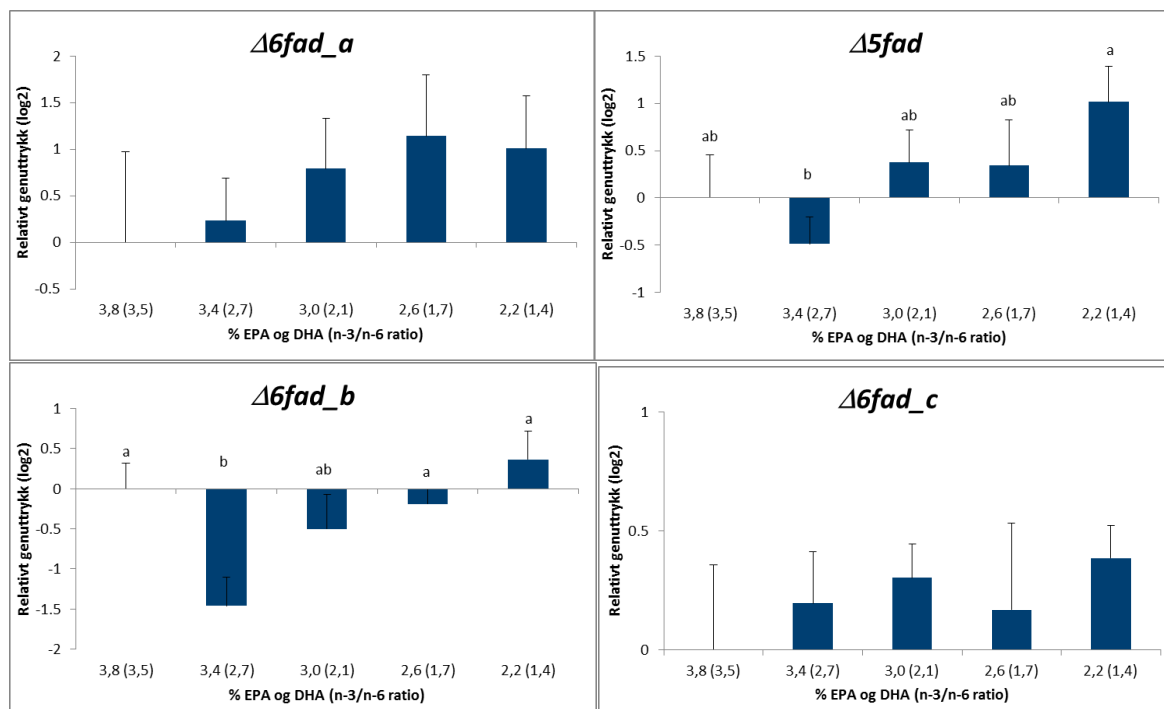 Δ6fad_a
Relativt genuttrykk (log2)
2
1.5
1
0.5
0
-0.5
3,8 (3,5) 3,4 (2,7) 3,0 (2,1) 2,6 (1,7) 2,2 (1,4)
% EPA og DHA (n-3/n-6 ratio)
Δ5fad
Relativt genuttrykk (log2)
1.5
1
0.5
0
-0.5
-1
ab b ab ab a
3,8 (3,5) 3,4 (2,7) 3,0 (2,1) 2,6 (1,7) 2,2 (1,4)
% EPA og DHA (n-3/n-6 ratio)
Δ6fad_b
Relativt genuttrykk (log2)
1
0.5
0
-0.5
-1
-1.5
-2
a b ab a a
3,8 (3,5) 3,4 (2,7) 3,0 (2,1) 2,6 (1,7) 2,2 (1,4)
% EPA og DHA (n-3/n-6 ratio)
Δ6fad_c
Relativt genuttrykk (log2)
1
0.5
0
3,8 (3,5) 3,4 (2,7) 3,0 (2,1) 2,6 (1,7) 2,2 (1,4)
% EPA og DHA (n-3/n-6 ratio)